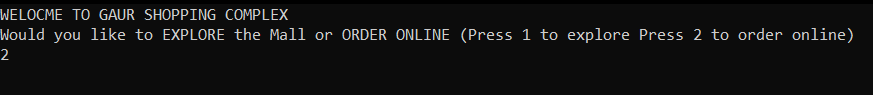 WELOCME TO GAUR SHOPPING COMPLEX
Would you like to EXPLORE the Mall or ORDER ONLINE (Press 1 to explore Press 2 to order online)
2